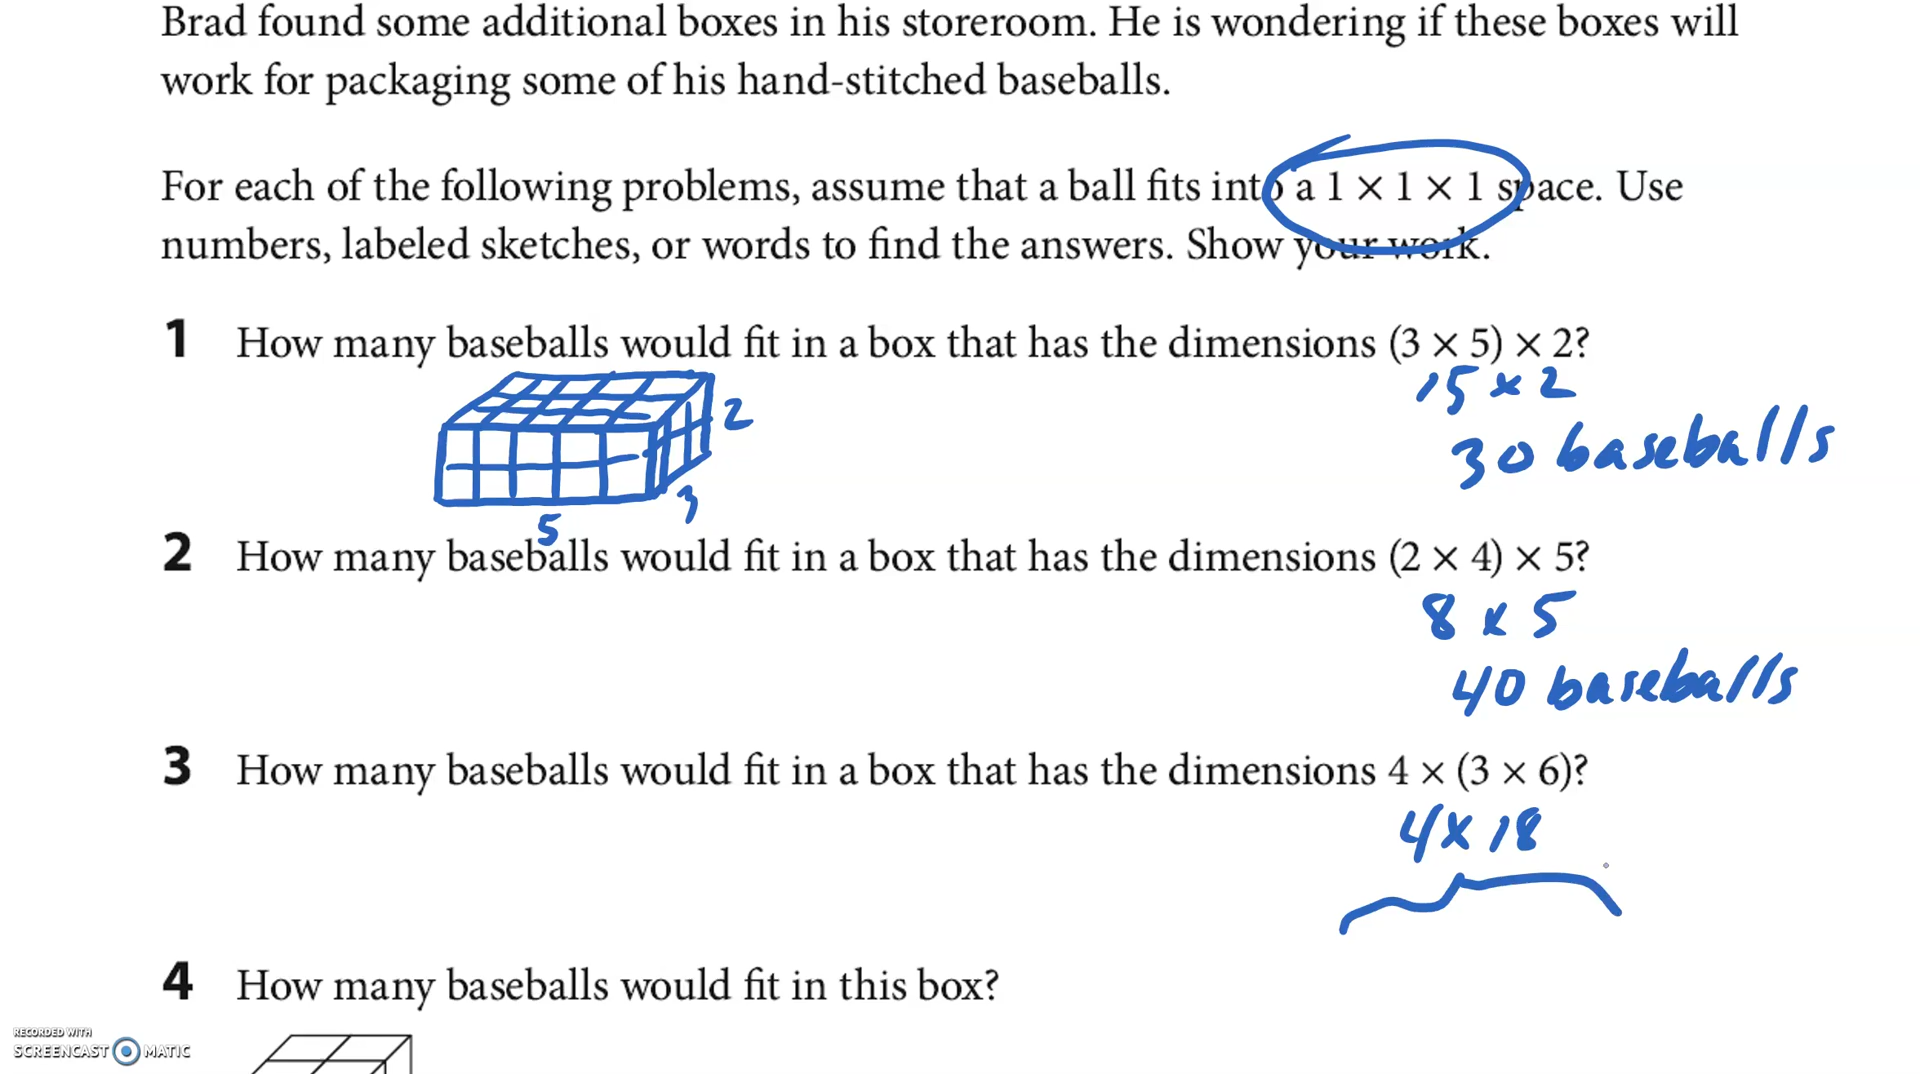 Brad found some additional boxes in his storeroom. He is wondering if these boxes will
work for packaging some of his hand-stitched baseballs.
For each of the following problems, assume that a ball fits into a 1 × 1 × 1 space. Use
numbers, labeled sketches, or words to find the answers. Show your work.
1 How many baseballs would fit in a box that has the dimensions (3 × 5) × 2?
15 × 2
2
30 baseballs
3
5
2 How many baseballs would fit in a box that has the dimensions (2 × 4) × 5?
8 × 5
40 baseballs
3 How many baseballs would fit in a box that has the dimensions 4 × (3 × 6)?
4 × 18
4 How many baseballs would fit in this box?
RECORDED WITH
SCREENCAST MATIC